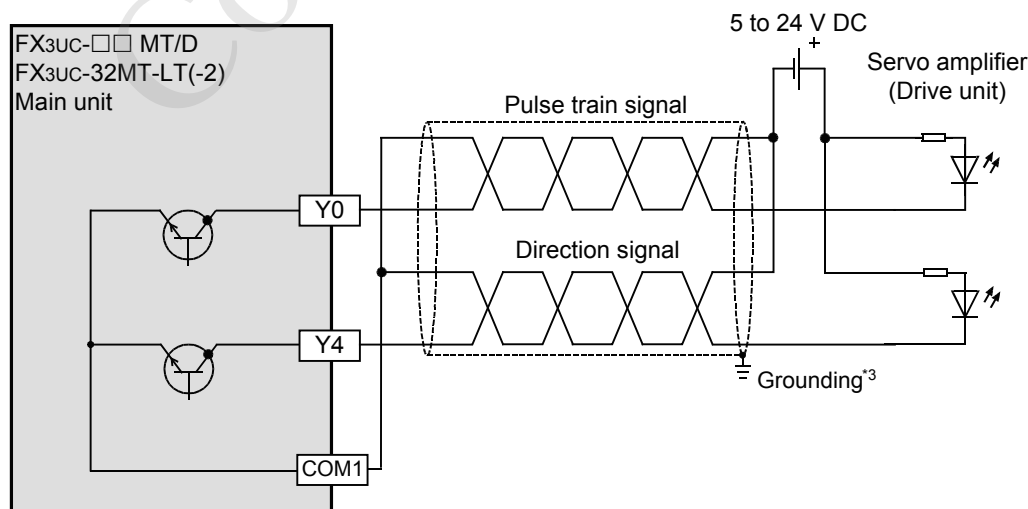 FX3UC-□□ MT/D
FX3UC-32MT-LT(-2)
Main unit
5 to 24 V DC
+
Servo amplifier
(Drive unit)
Pulse train signal
Y0
Direction signal
Y4
Grounding*3
COM1